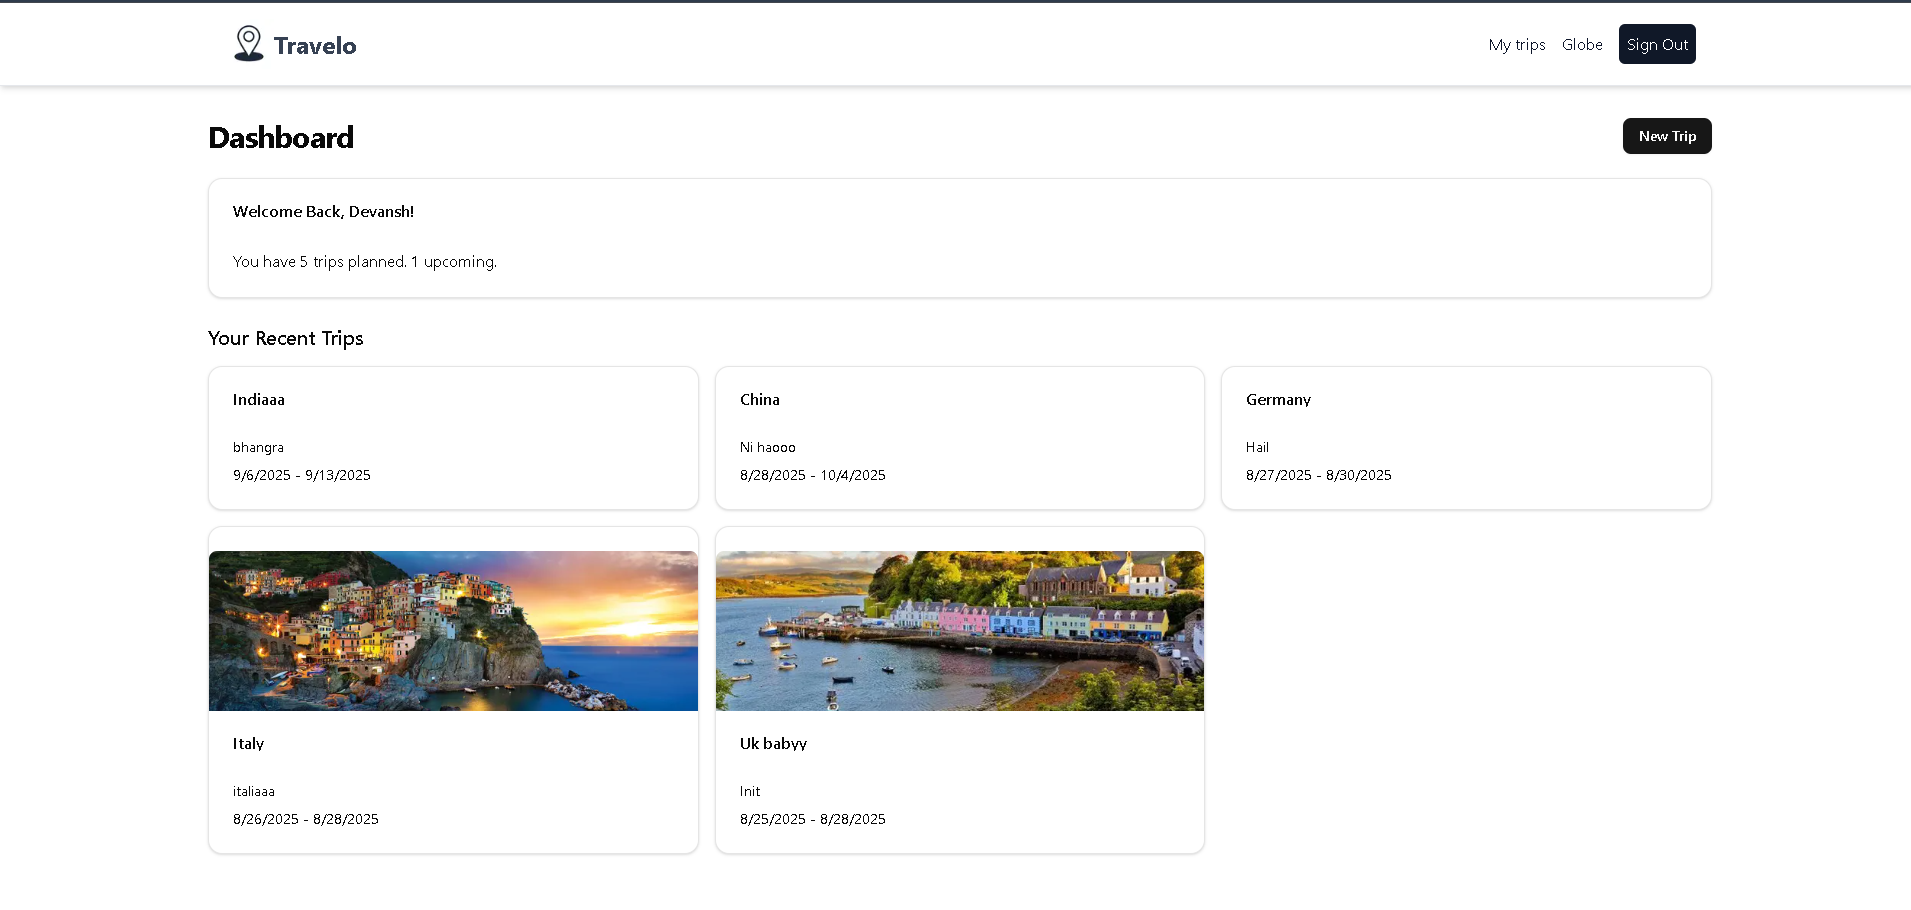 Travelo
My trips Globe Sign Out
Dashboard
New Trip
Welcome Back, Devansh!
You have 5 trips planned. 1 upcoming.
Your Recent Trips
Indiaaa
bhangra
9/6/2025 - 9/13/2025
China
Ni haooo
8/28/2025 - 10/4/2025
Germany
Hail
8/27/2025 - 8/30/2025
Italy
italiaaa
8/26/2025 - 8/28/2025
Uk babyy
Init
8/25/2025 - 8/28/2025